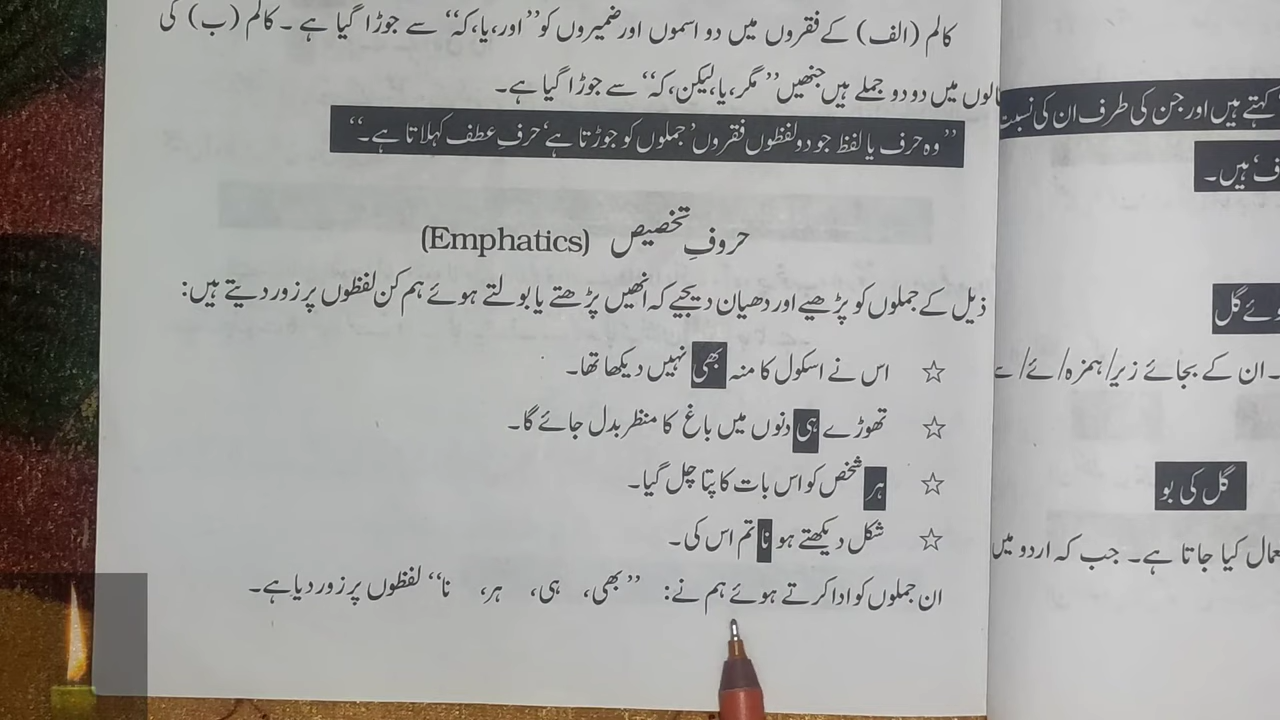 کالم (الف) کے فقروں میں دو اسموں اور ضمیروں کو ”اور، یا، کہ“ سے جوڑا گیا ہے ۔ کالم (ب) کی
میں دو دو جملے ہیں جنھیں ”مگر، یا، لیکن، کہ“ سے جوڑا گیا ہے۔
”وہ حرف یا لفظ جو دو لفظوں‘ فقروں‘ جملوں کو جوڑتا ہے‘ حرفِ عطف کہلاتا ہے۔“
حروفِ تخصیص (Emphatics)
ذیل کے جملوں کو پڑھیے اور دھیان دیجیے کہ انھیں پڑھتے یا بولتے ہوئے ہم کن لفظوں پر زور دیتے ہیں:
☆ اس نے اسکول کا منہ بھی نہیں دیکھا تھا۔
☆ تھوڑے ہی دنوں میں باغ کا منظر بدل جائے گا۔
☆ ہر شخص کو اس بات کا پتا چل گیا۔
☆ شکل دیکھتے ہو نا تم اس کی۔
ان جملوں کو ادا کرتے ہوئے ہم نے: ”بھی، ہی، ہر، نا“ لفظوں پر زور دیا ہے۔
کہتے ہیں اور جن کی طرف ان کی نسبت
ہیں۔
گل
۔ ان کے بجائے زیر/ ہمزہ/ ئے/ ے
گل کی بو
کیا جاتا ہے۔ جب کہ اردو میں